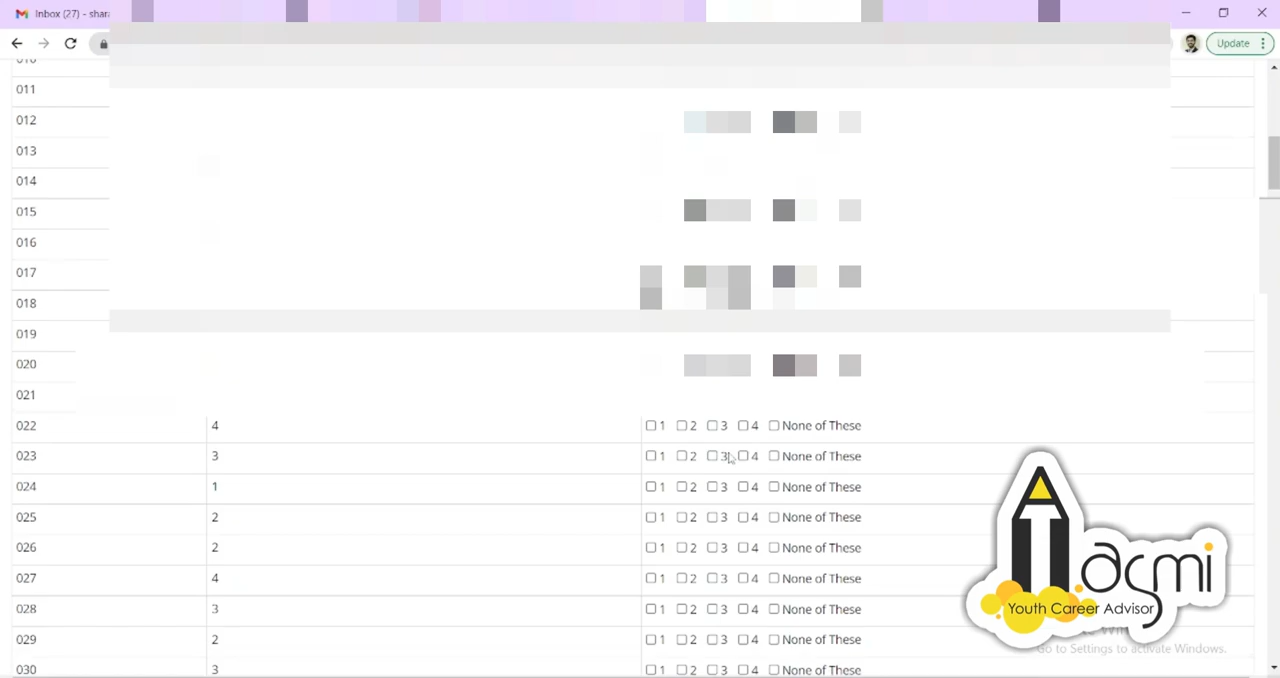 Inbox (27) - shara
Update
010
011
012
013
014
015
016
017
018
019
020
021
022 4 1 2 3 4 None of These
023 3 1 2 3 4 None of These
024 1 1 2 3 4 None of These
025 2 1 2 3 4 None of These
026 2 1 2 3 4 None of These
027 4 1 2 3 4 None of These
028 3 1 2 3 4 None of These
029 2 1 2 3 4 None of These
030 3 1 2 3 4 None of These
agmi
Youth Career Advisor
Go to Settings to activate Windows.